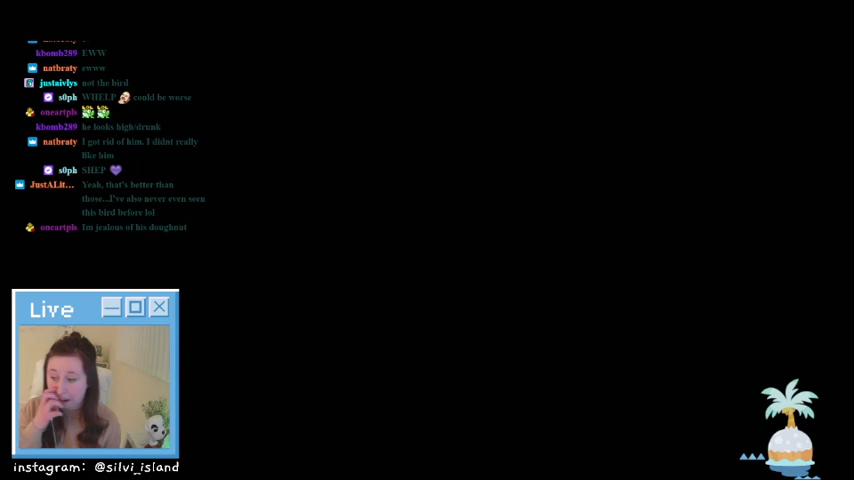 kbomb289 EWW
natbraty ewww
justaivlys not the bird
s0ph WHELP could be worse
oneartpls
kbomb289 he looks high/drunk
natbraty I got rid of him. I didnt really
like him
s0ph SHEP
JustALit... Yeah, that's better than
those...I've also never even seen
this bird before lol
oneartpls Im jealous of his doughnut
Live
instagram: @silvi_island